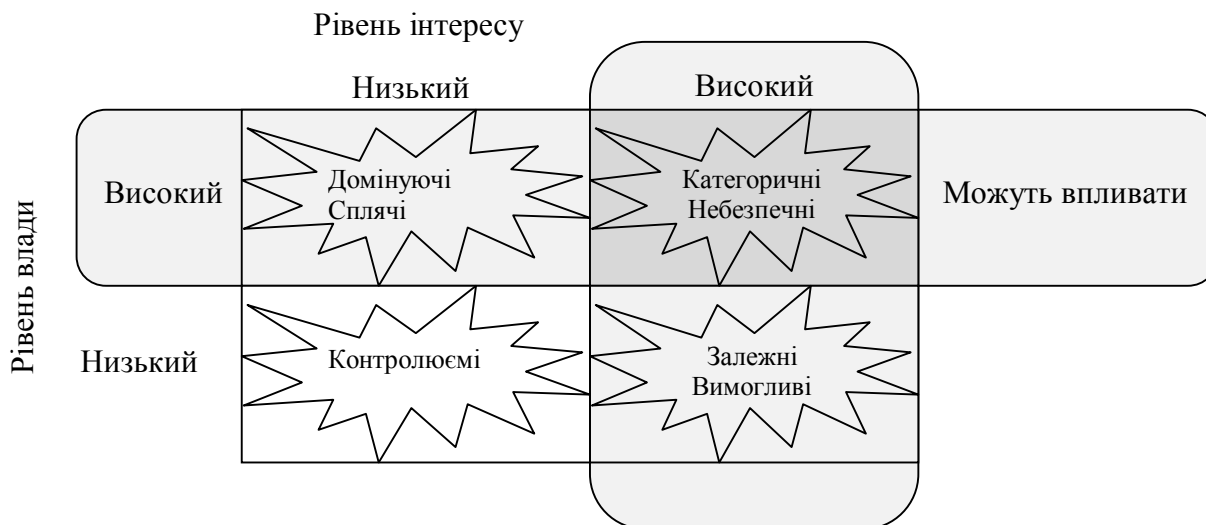 Рівень інтересу
Низький
Високий
Рівень влади
Високий
Домінуючі
Сплячі
Категоричні
Небезпечні
Можуть впливати
Низький
Контролюємі
Залежні
Вимогливі